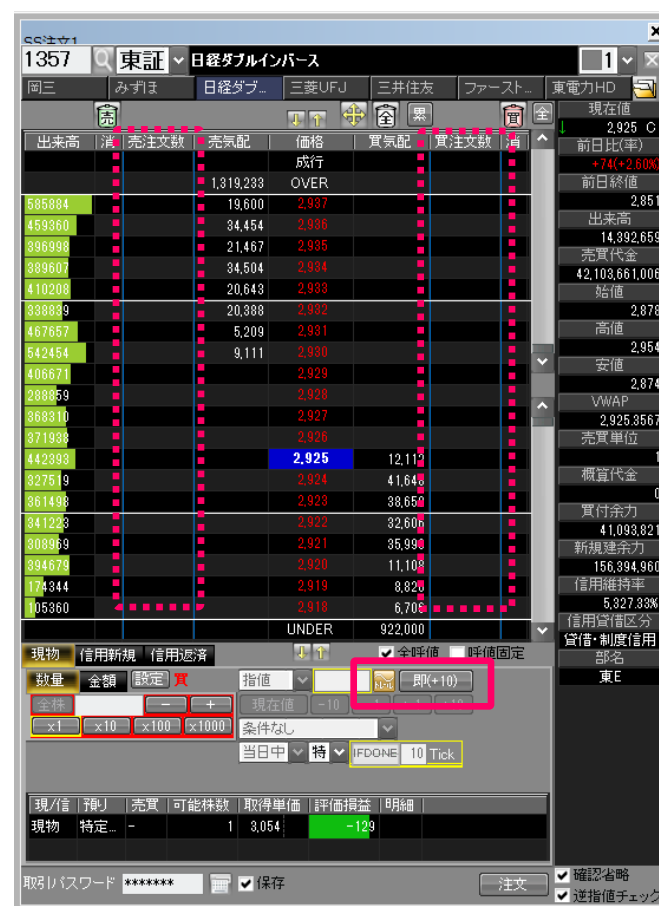 SS注文1
1357 東証 日経ダブルインバース 1
岡三 みずほ 日経ダブ... 三菱UFJ 三井住友 ファースト... 東電力HD
売 全 累 買 全
出来高 消 売注文数 売気配 価格 買気配 買注文数 消
成行
1,319,233 OVER
585884 19,600 2,937
459360 34,454 2,936
396998 21,467 2,935
389607 34,504 2,934
410208 20,643 2,933
338839 20,388 2,932
467657 5,209 2,931
542454 9,111 2,930
406671 2,929
288859 2,928
368310 2,927
371938 2,926
442393 2,925 12,112
327519 2,924 41,648
361498 2,923 38,650
341223 2,922 32,606
308969 2,921 35,990
394679 2,920 11,108
174344 2,919 8,820
105360 2,918 6,706
UNDER 922,000
現在値
↓ 2,925 C
前日比(率)
+74(+2.60%)
前日終値
2,851
出来高
14,392,659
売買代金
42,103,661,006
始値
2,878
高値
2,954
安値
2,874
VWAP
2,925.3567
売買単位
1
概算代金
0
買付余力
41,093,821
新規建余力
156,394,960
信用維持率
5,327.33%
信用貸借区分
貸借・制度信用
部名
東E
現物 信用新規 信用返済 全呼値 呼値固定
数量 金額 設定 買 指値 即(+10)
全株 - + 現在値 -10 -1 +1 +10
x1 x10 x100 x1000 条件なし
当日中 特 IFDONE 10 Tick
現/信 預り 売買 可能株数 取得単価 評価損益 明細
現物 特定... - 1 3,054 -129
取引パスワード ******* 保存 注文
確認省略
逆指値チェック